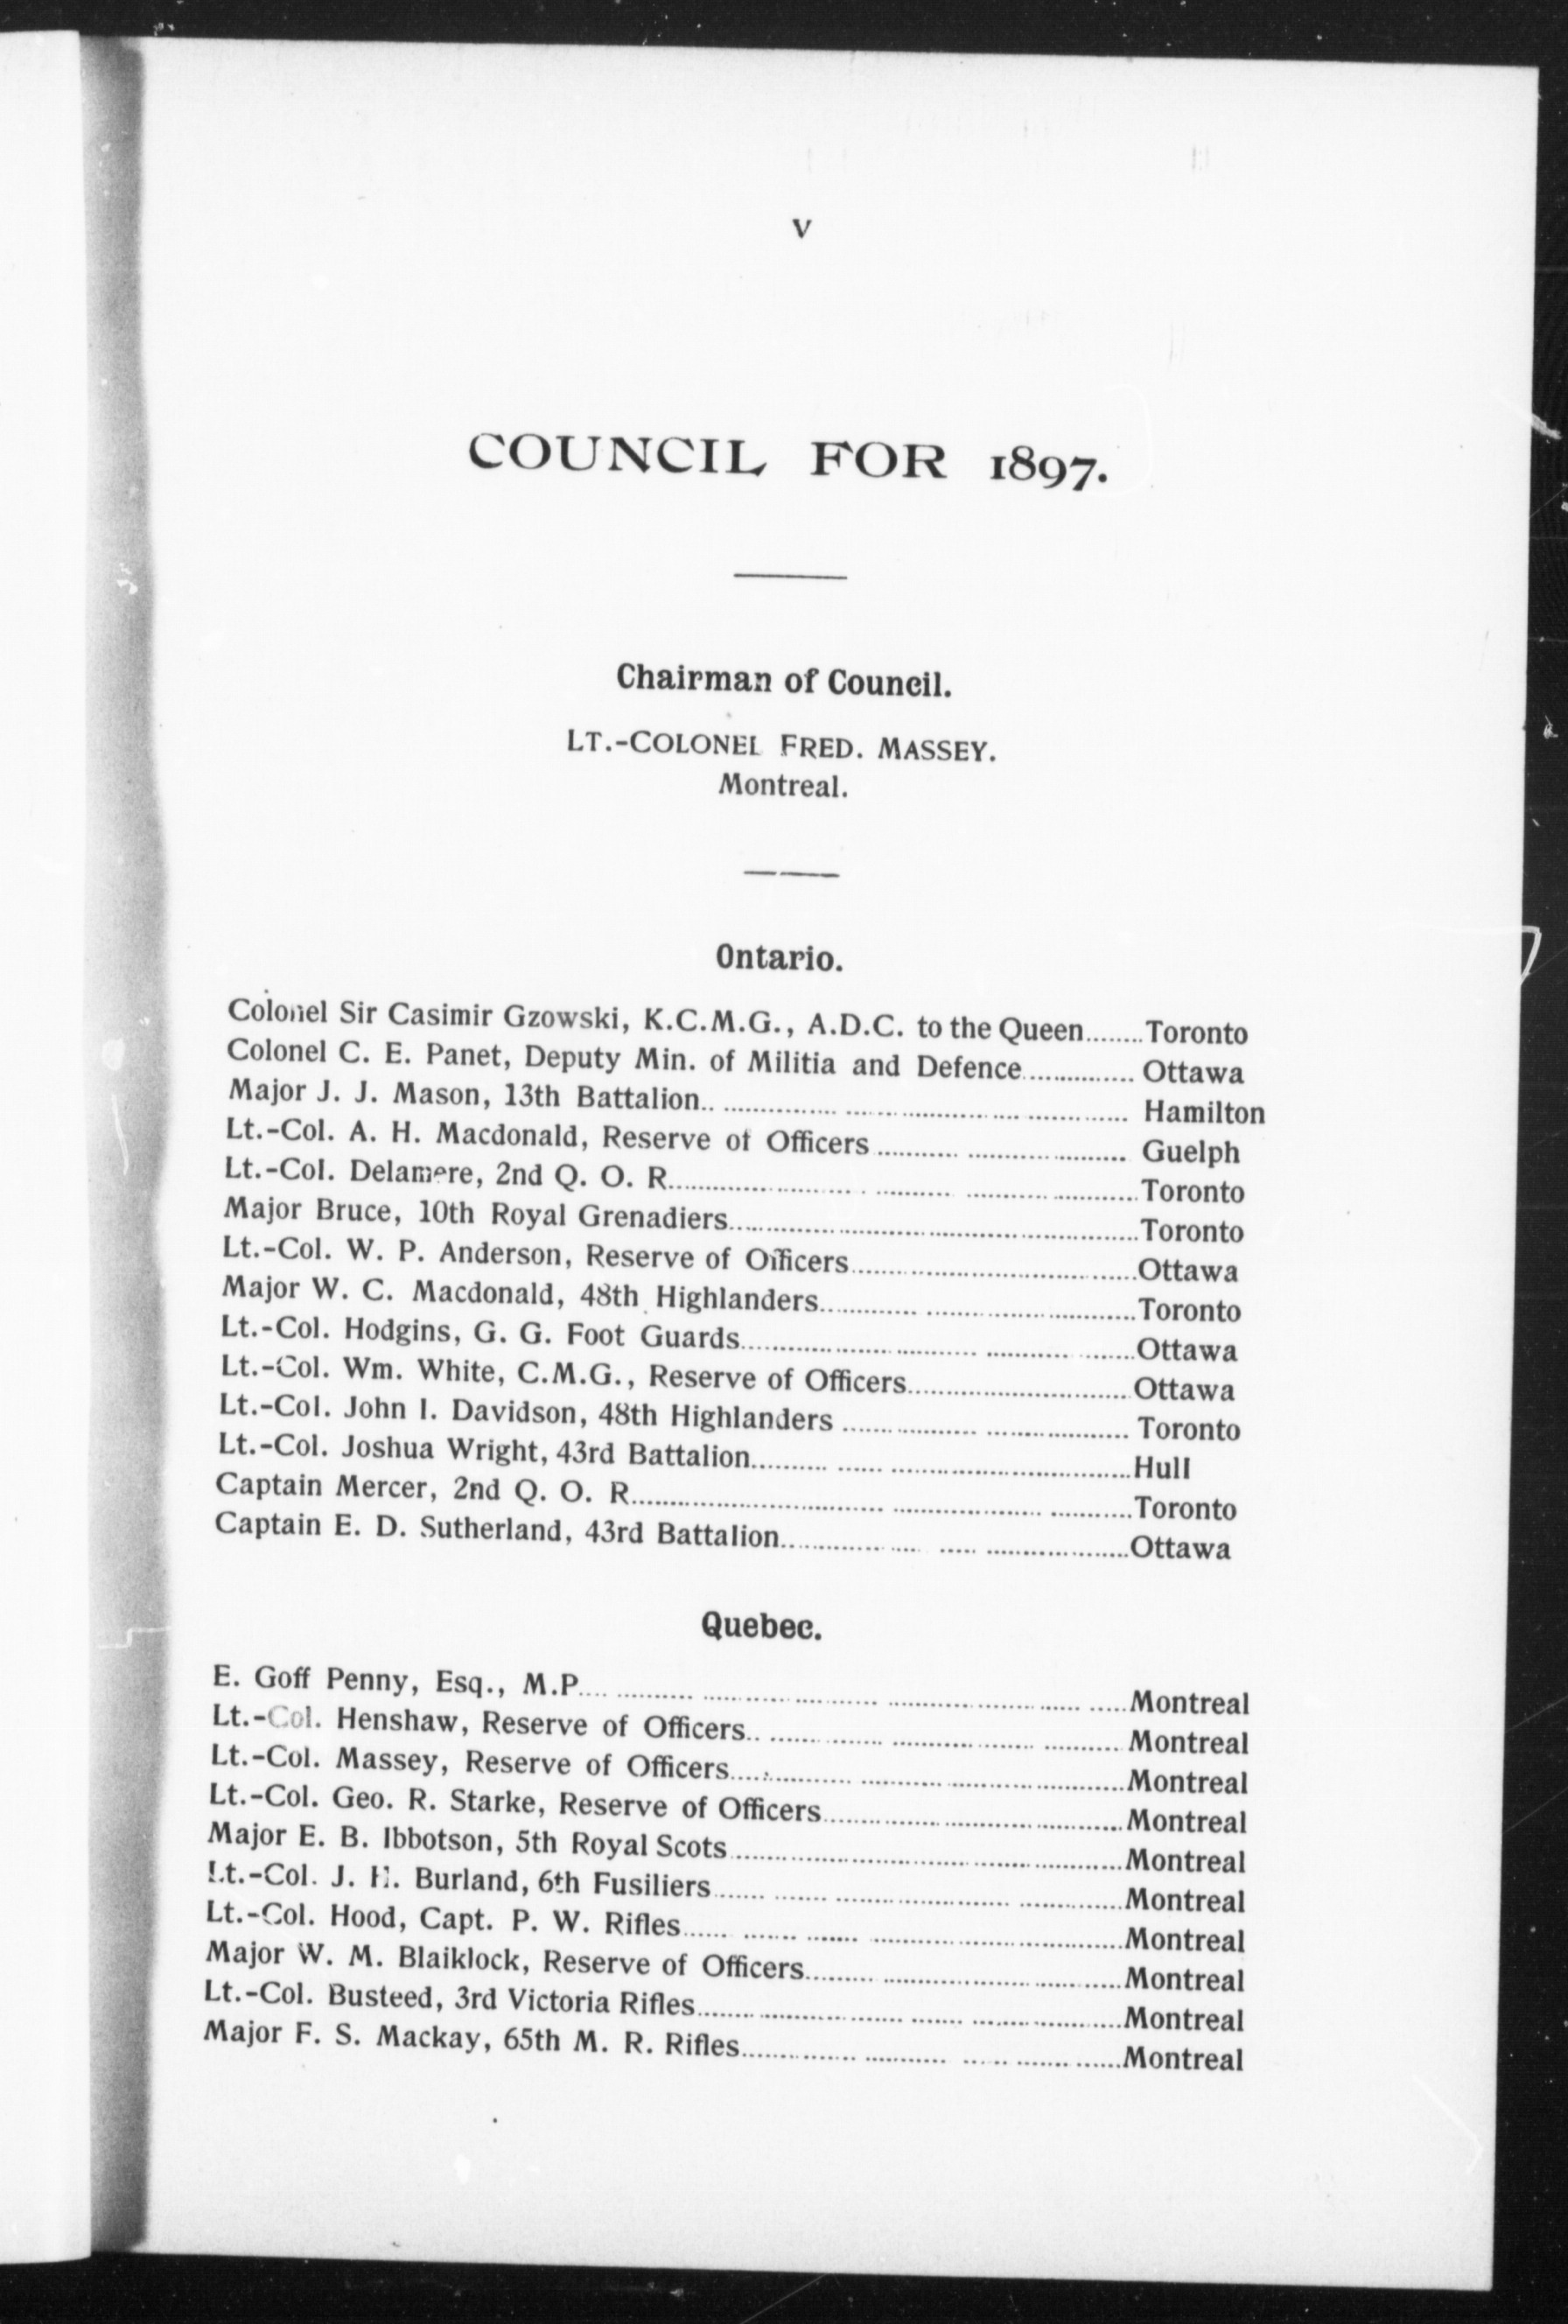 v
COUNCIL FOR 1897.
Chairman of Council.
LT.-COLONEL FRED. MASSEY.
Montreal.
Ontario.
Colonel Sir Casimir Gzowski, K.C.M.G., A.D.C. to the Queen........Toronto
Colonel C. E. Panet, Deputy Min. of Militia and Defence.............. Ottawa
Major J. J. Mason, 13th Battalion.................................................... Hamilton
Lt.-Col. A. H. Macdonald, Reserve of Officers.................................. Guelph
Lt.-Col. Delamere, 2nd Q. O. R..........................................................Toronto
Major Bruce, 10th Royal Grenadiers....................................................Toronto
Lt.-Col. W. P. Anderson, Reserve of Officers......................................Ottawa
Major W. C. Macdonald, 48th Highlanders..........................................Toronto
Lt.-Col. Hodgins, G. G. Foot Guards...................................................Ottawa
Lt.-Col. Wm. White, C.M.G., Reserve of Officers...............................Ottawa
Lt.-Col. John I. Davidson, 48th Highlanders ...................................... Toronto
Lt.-Col. Joshua Wright, 43rd Battalion................................................Hull
Captain Mercer, 2nd Q. O. R..............................................................Toronto
Captain E. D. Sutherland, 43rd Battalion............................................Ottawa
Quebec.
E. Goff Penny, Esq., M.P...................................................................Montreal
Lt.-Col. Henshaw, Reserve of Officers................................................Montreal
Lt.-Col. Massey, Reserve of Officers..................................................Montreal
Lt.-Col. Geo. R. Starke, Reserve of Officers.......................................Montreal
Major E. B. Ibbotson, 5th Royal Scots................................................Montreal
Lt.-Col. J. H. Burland, 6th Fusiliers...................................................Montreal
Lt.-Col. Hood, Capt. P. W. Rifles.......................................................Montreal
Major W. M. Blaiklock, Reserve of Officers........................................Montreal
Lt.-Col. Busteed, 3rd Victoria Rifles...................................................Montreal
Major F. S. Mackay, 65th M. R. Rifles................................................Montreal